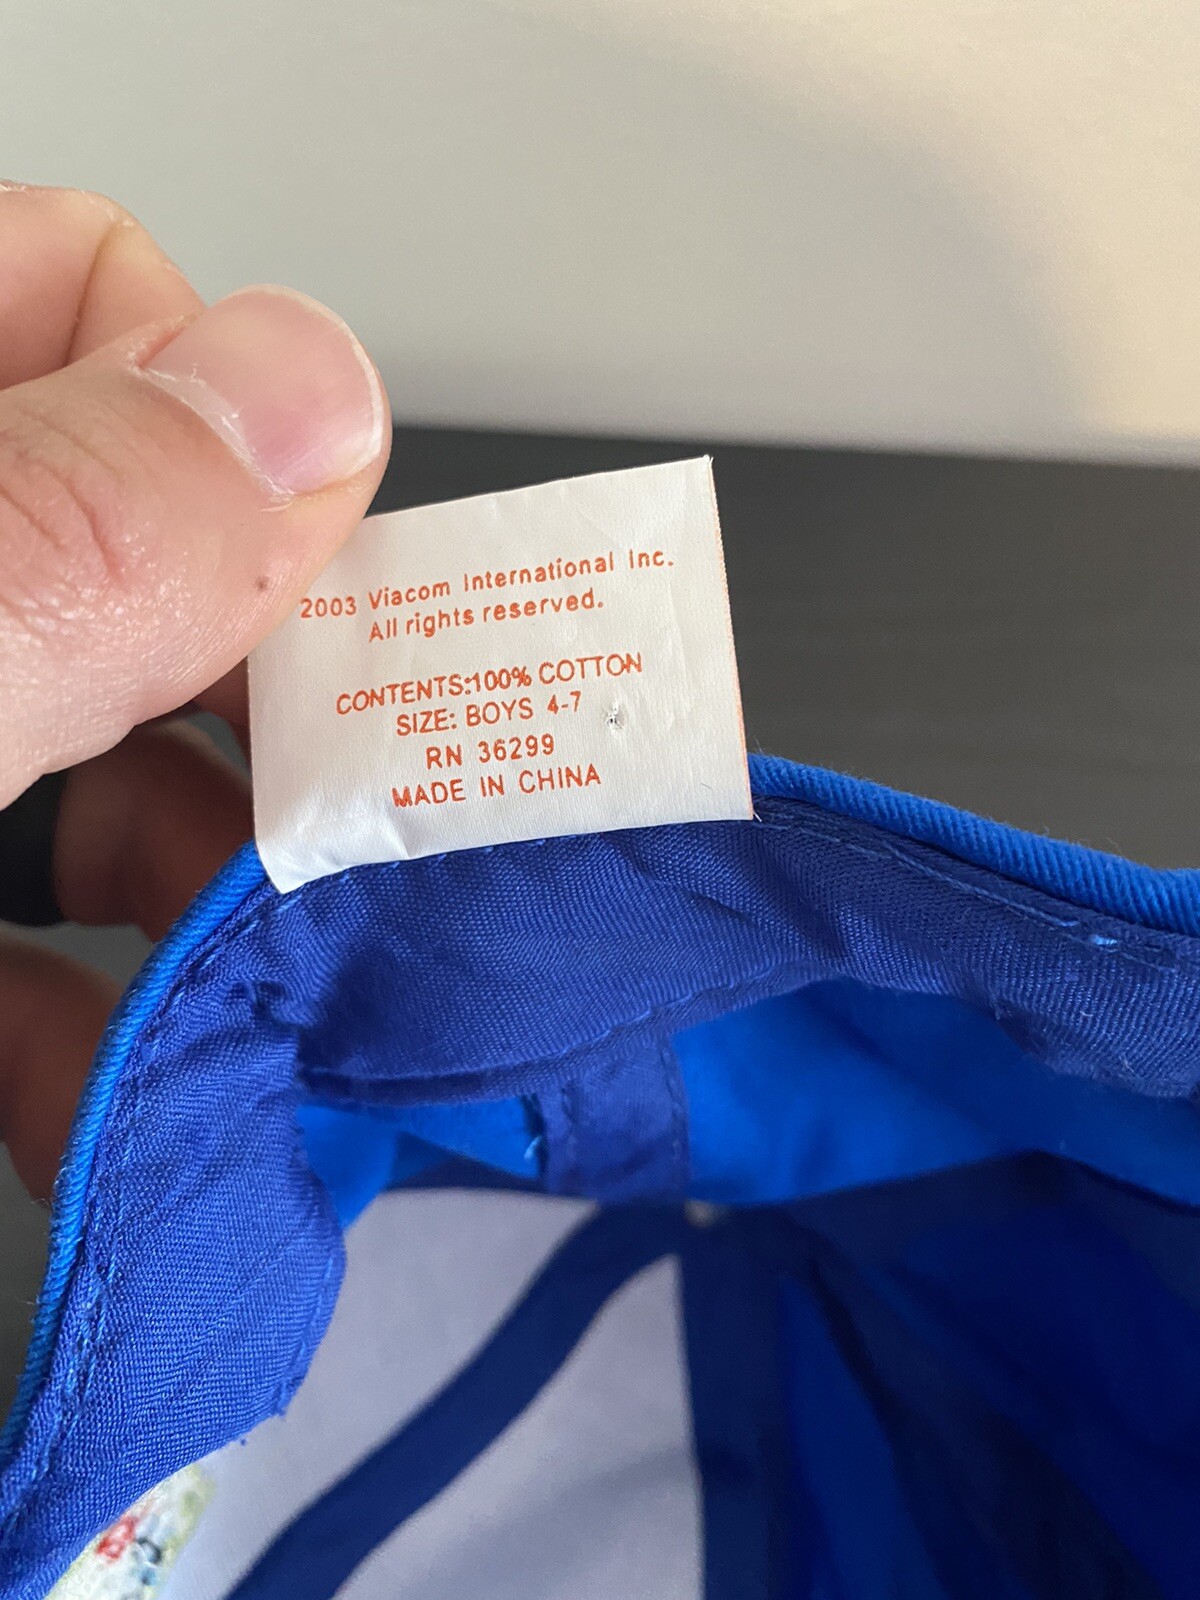 2003 Viacom International Inc.
All rights reserved.
CONTENTS:100% COTTON
SIZE: BOYS 4-7
RN 36299
MADE IN CHINA